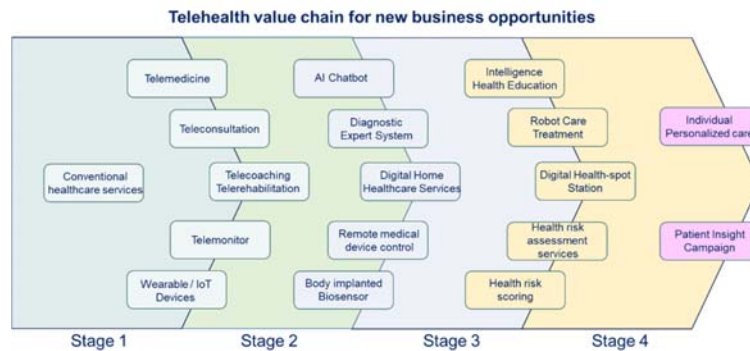 Telehealth value chain for new business opportunities
Conventional
healthcare services
Telemedicine
Teleconsultation
Telecoaching
Telerehabilitation
Telemonitor
Wearable / IoT
Devices
AI Chatbot
Diagnostic
Expert System
Digital Home
Healthcare Services
Remote medical
device control
Body implanted
Biosensor
Intelligence
Health Education
Robot Care
Treatment
Digital Health-spot
Station
Health risk
assessment
services
Health risk
scoring
Individual
Personalized care
Patient Insight
Campaign
Stage 1
Stage 2
Stage 3
Stage 4